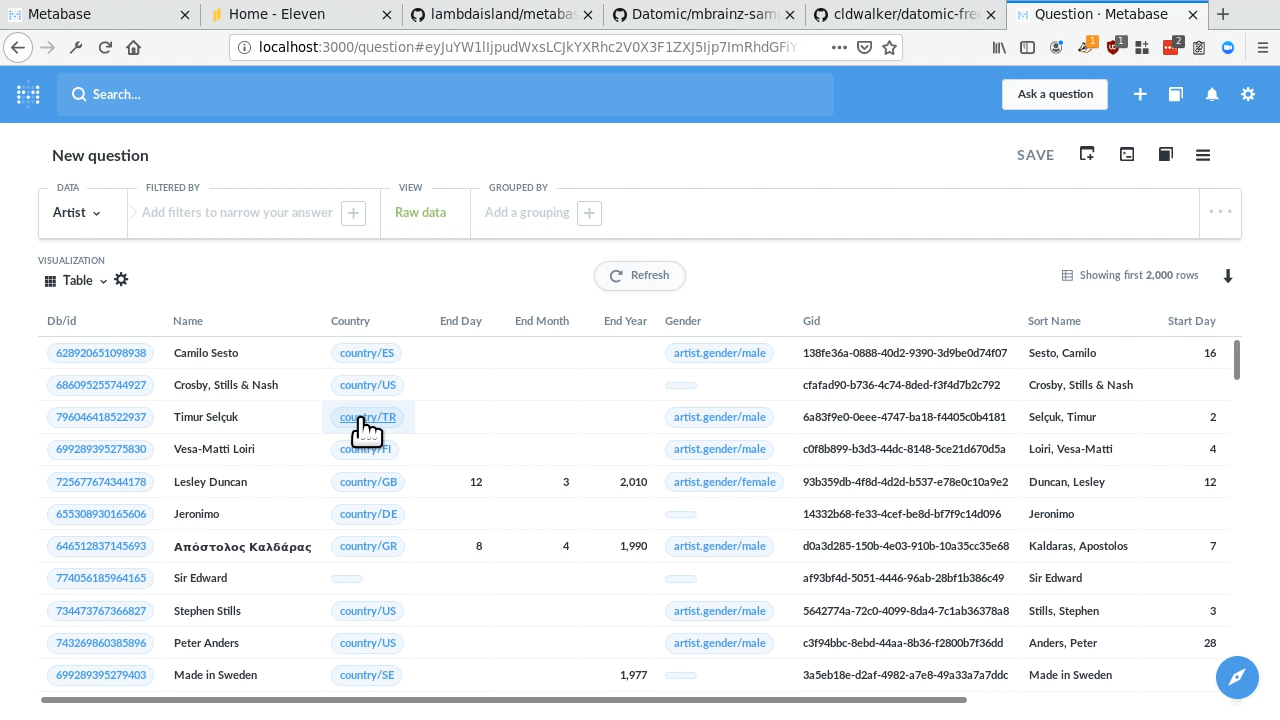 Metabase
Home - Eleven
lambdaisland/metabas
Datomic/mbrainz-sam
cldwalker/datomic-free
Question · Metabase
localhost:3000/question#eyJuYW1lIjpudWxsLCJkYXRhc2V0X3F1ZXJ5Ijp7ImRhdGFiY
1
1
2
Search...
Ask a question
New question
SAVE
DATA
FILTERED BY
VIEW
GROUPED BY
Artist
Add filters to narrow your answer
Raw data
Add a grouping
VISUALIZATION
Table
Refresh
Showing first 2,000 rows
Db/id Name Country End Day End Month End Year Gender Gid Sort Name Start Day
628920651098938 Camilo Sesto country/ES artist.gender/male 138fe36a-0888-40d2-9390-3d9be0d74f07 Sesto, Camilo 16
686095255744927 Crosby, Stills & Nash country/US cfafad90-b736-4c74-8ded-f3f4d7b2c792 Crosby, Stills & Nash
796046418522937 Timur Selçuk country/TR artist.gender/male 6a83f9e0-0eee-4747-ba18-f4405c0b4181 Selçuk, Timur 2
699289395275830 Vesa-Matti Loiri country/FI artist.gender/male c0f8b899-b3d3-44dc-8148-5ce21d670d5a Loiri, Vesa-Matti 4
725677674344178 Lesley Duncan country/GB 12 3 2,010 artist.gender/female 93b359db-4f8d-4d2d-b537-e78e0c10a9e2 Duncan, Lesley 12
655308930165606 Jeronimo country/DE 14332b68-fe33-4cef-be8d-bf7f9c14d096 Jeronimo
646512837145693 Απόστολος Καλδάρας country/GR 8 4 1,990 artist.gender/male d0a3d285-150b-4e03-910b-10a35cc35e68 Kaldaras, Apostolos 7
774056185964165 Sir Edward af93bf4d-5051-4446-96ab-28bf1b386c49 Sir Edward
734473767366827 Stephen Stills country/US artist.gender/male 5642774a-72c0-4099-8da4-7c1ab36378a8 Stills, Stephen 3
743269860385896 Peter Anders country/US artist.gender/male c3f94bbc-8ebd-44aa-8b36-f2800b7f36dd Anders, Peter 28
699289395279403 Made in Sweden country/SE 1,977 3a5eb18e-d2af-4982-a7e8-49a33a7a7ddc Made in Sweden